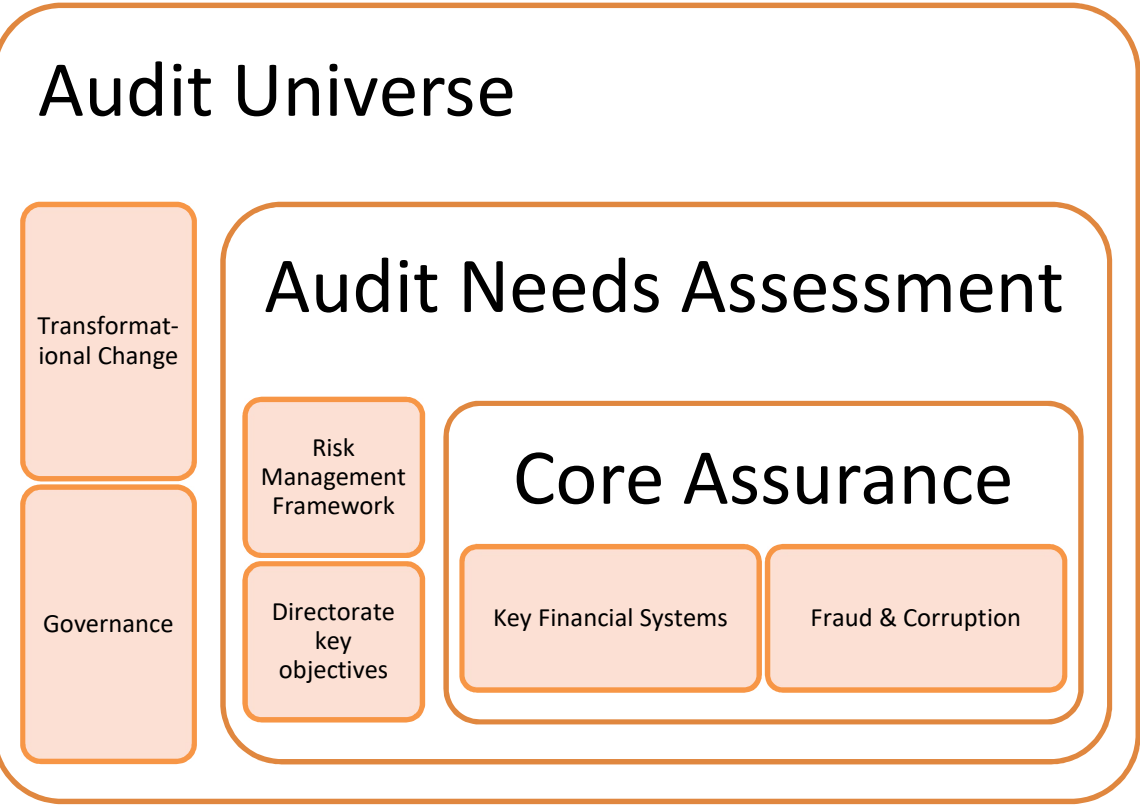 Audit Universe
Transformat-
ional Change
Governance
Audit Needs Assessment
Risk
Management
Framework
Directorate
key
objectives
Core Assurance
Key Financial Systems
Fraud & Corruption